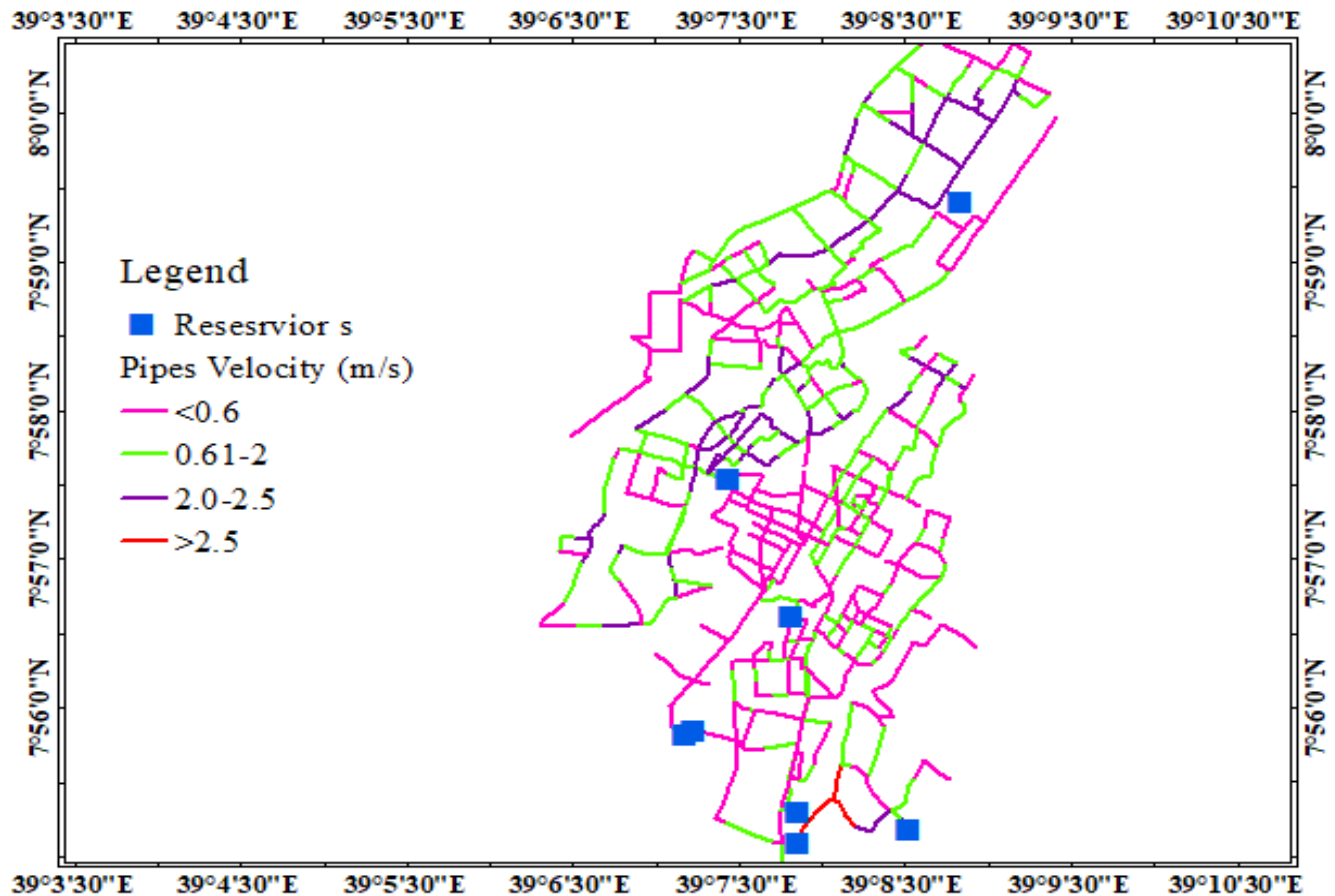 39°3'30"E 39°4'30"E 39°5'30"E 39°6'30"E 39°7'30"E 39°8'30"E 39°9'30"E 39°10'30"E
8°0'0"N 8°0'0"N
7°59'0"N 7°59'0"N
Legend
Resesrvior s
Pipes Velocity (m/s)
<0.6
7°58'0"N 7°58'0"N
0.61-2
2.0-2.5
>2.5
7°57'0"N 7°57'0"N
7°56'0"N 7°56'0"N
39°3'30"E 39°4'30"E 39°5'30"E 39°6'30"E 39°7'30"E 39°8'30"E 39°9'30"E 39°10'30"E